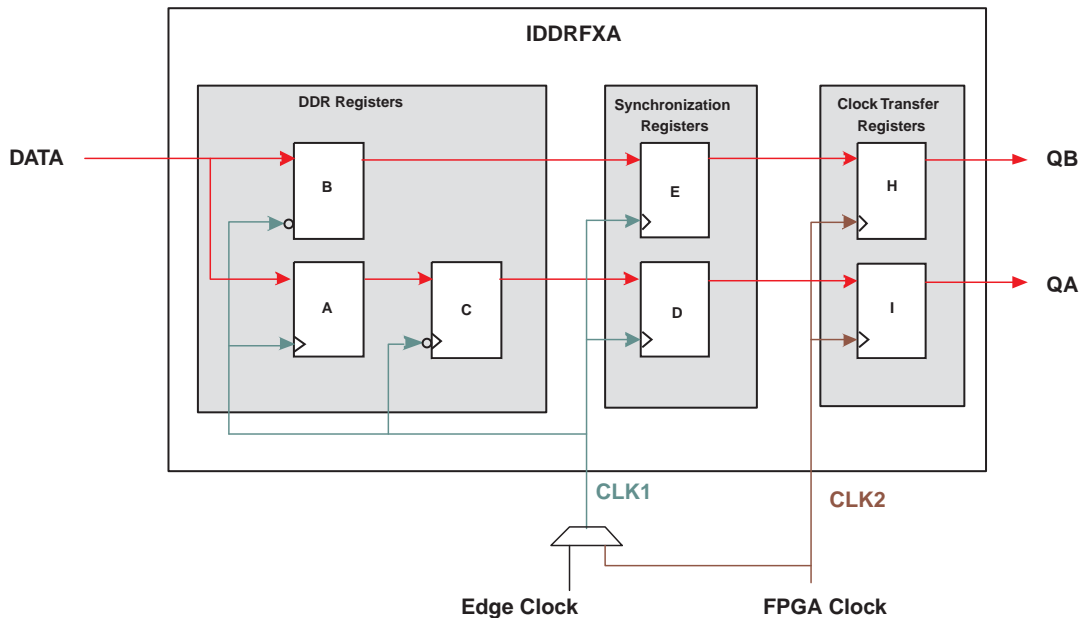 IDDRFXA
DDR Registers
Synchronization
Registers
Clock Transfer
Registers
DATA
B
E
H
QB
A
C
D
I
QA
CLK1
CLK2
Edge Clock
FPGA Clock